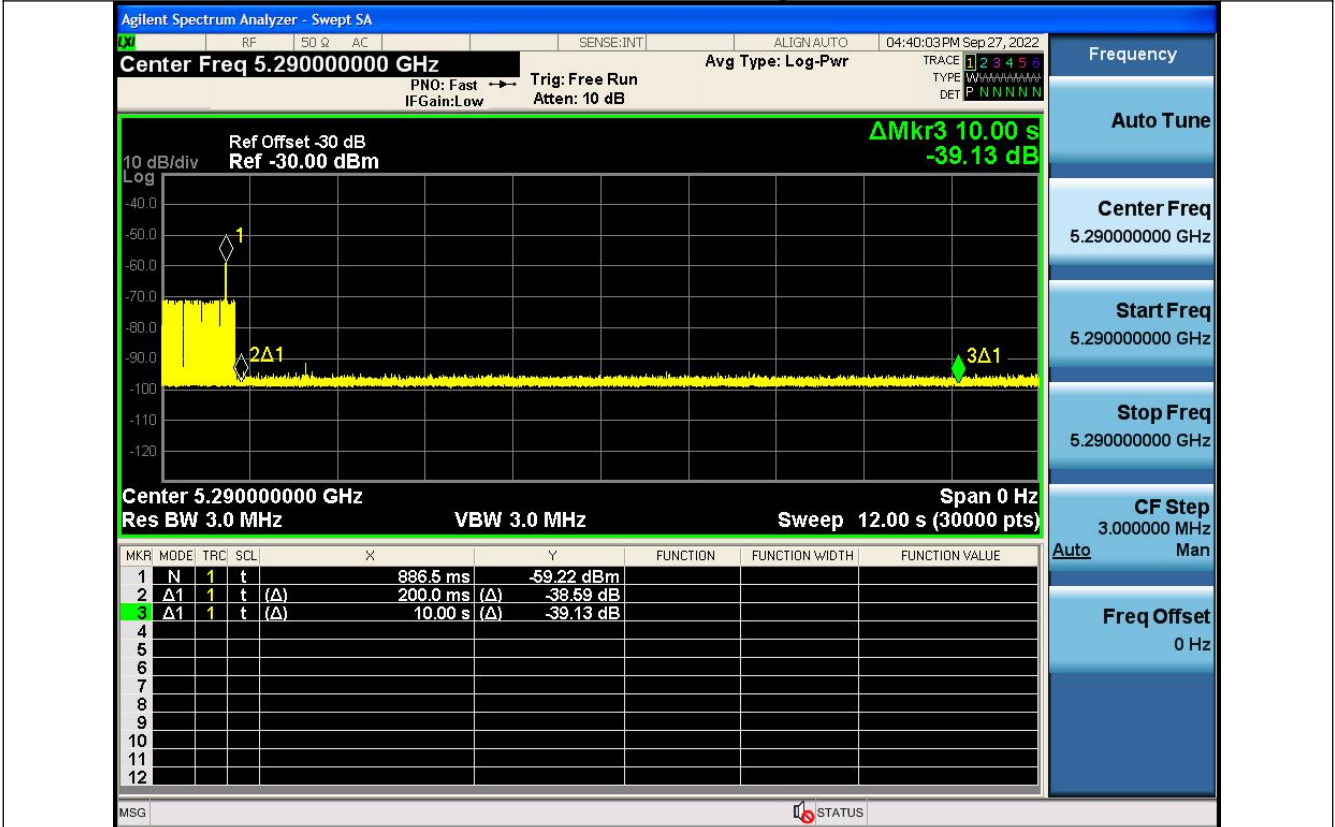 Agilent Spectrum Analyzer - Swept SA
LXI RF 50 Ω AC SENSE:INT ALIGN AUTO 04:40:03 PM Sep 27, 2022
Center Freq 5.290000000 GHz Avg Type: Log-Pwr TRACE 1 2 3 4 5 6
PNO: Fast Trig: Free Run TYPE
IFGain:Low Atten: 10 dB DET P N N N N N
ΔMkr3 10.00 s
Ref Offset -30 dB -39.13 dB
10 dB/div Ref -30.00 dBm
Log
-40.0
-50.0
1
-60.0
-70.0
-80.0
-90.0
2Δ1 3Δ1
-100
-110
-120
Center 5.290000000 GHz Span 0 Hz
Res BW 3.0 MHz VBW 3.0 MHz Sweep 12.00 s (30000 pts)
MKR MODE TRC SCL X Y FUNCTION FUNCTION WIDTH FUNCTION VALUE
1 N 1 t 886.5 ms -59.22 dBm
2 Δ1 1 t (Δ) 200.0 ms (Δ) -38.59 dB
3 Δ1 1 t (Δ) 10.00 s (Δ) -39.13 dB
4
5
6
7
8
9
10
11
12
MSG STATUS
Frequency
Auto Tune
Center Freq
5.290000000 GHz
Start Freq
5.290000000 GHz
Stop Freq
5.290000000 GHz
CF Step
3.000000 MHz
Auto Man
Freq Offset
0 Hz